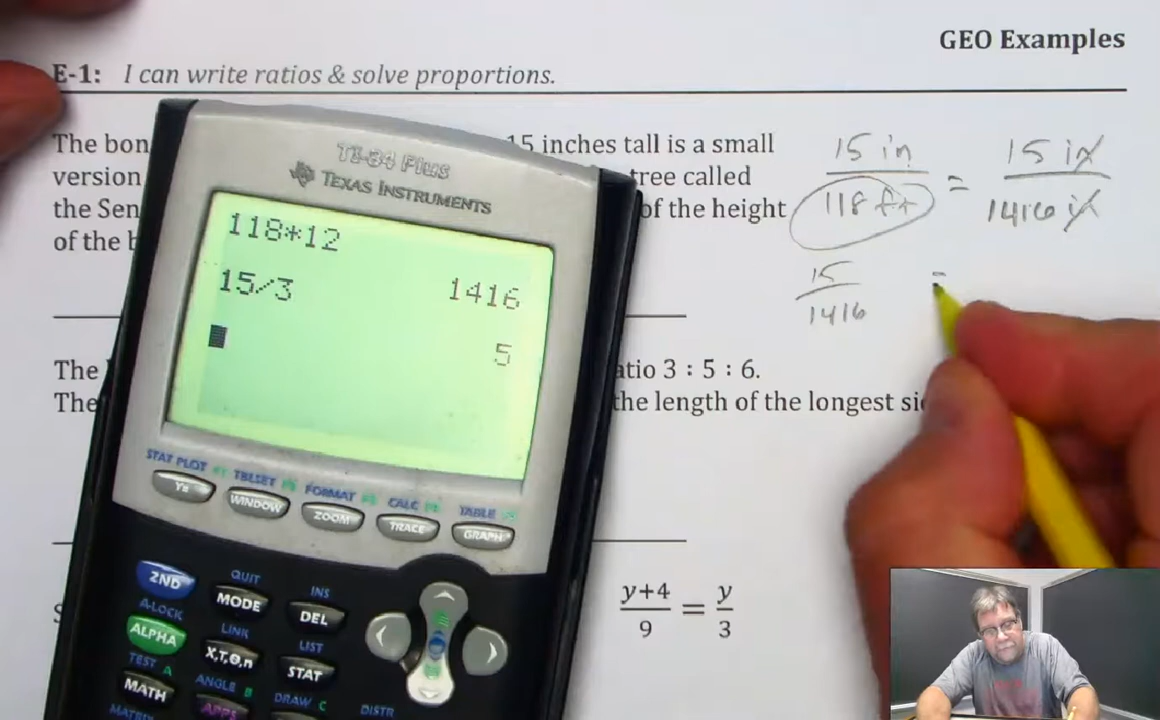 GEO Examples
E-1: I can write ratios & solve proportions.
The bon 15 inches tall is a small
version tree called
the Sen of the height
of the b
15 in / 118 ft = 15 in / 1416 in
15 / 1416 =
The atio 3 : 5 : 6.
The the length of the longest si
y+4 / 9 = y / 3
TI-84 Plus
TEXAS INSTRUMENTS
118*12
1416
15/3
5
STAT PLOT TBLSET FORMAT CALC TABLE
Y= WINDOW ZOOM TRACE GRAPH
QUIT INS
2ND MODE DEL
A-LOCK LINK LIST
ALPHA X,T,θ,n STAT
TEST A ANGLE B DRAW C DISTR
MATH APPS